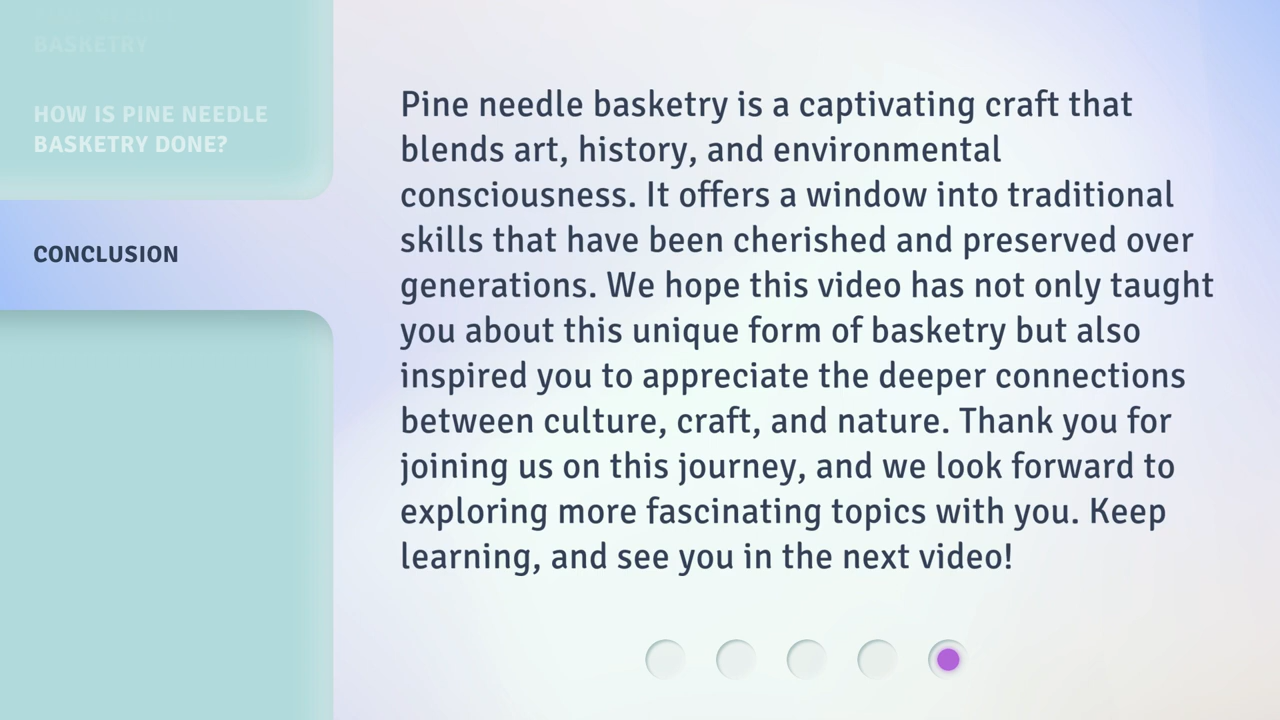 BASKETRY
HOW IS PINE NEEDLE
BASKETRY DONE?
CONCLUSION
Pine needle basketry is a captivating craft that
blends art, history, and environmental
consciousness. It offers a window into traditional
skills that have been cherished and preserved over
generations. We hope this video has not only taught
you about this unique form of basketry but also
inspired you to appreciate the deeper connections
between culture, craft, and nature. Thank you for
joining us on this journey, and we look forward to
exploring more fascinating topics with you. Keep
learning, and see you in the next video!